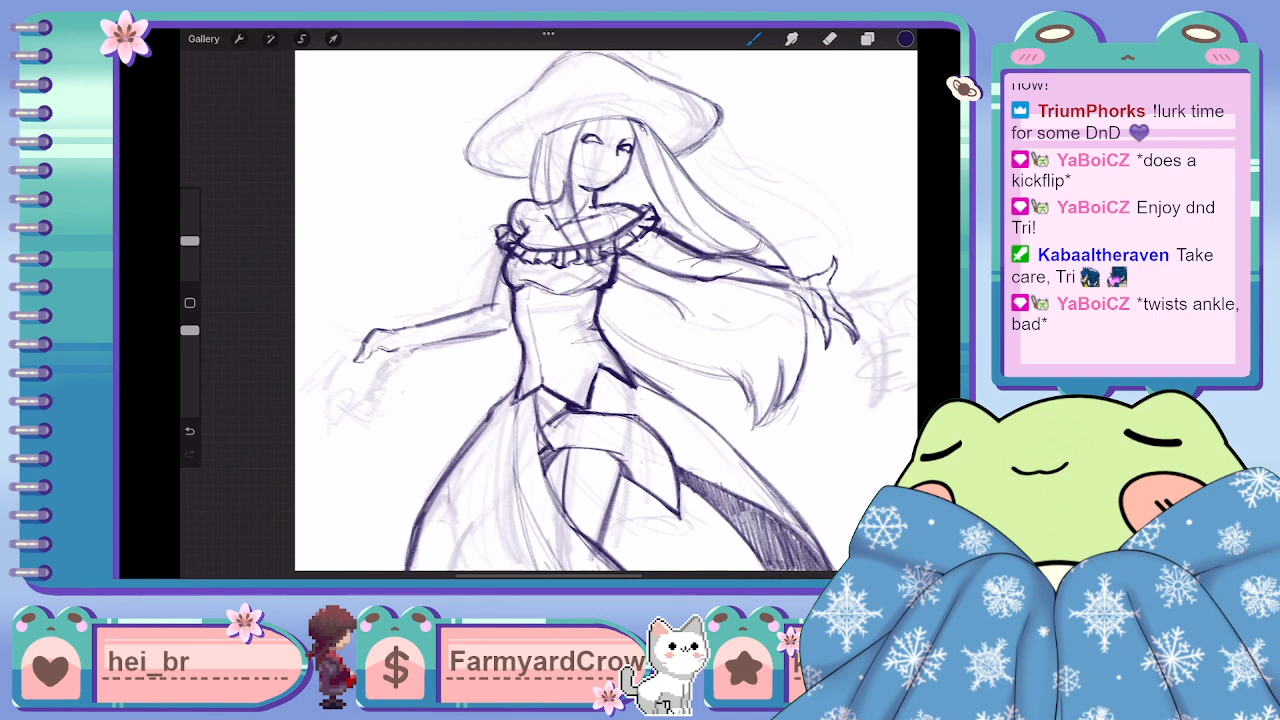 Gallery
now!
TriumPhorks !lurk time
for some DnD
YaBoiCZ *does a
kickflip*
YaBoiCZ Enjoy dnd
Tri!
Kabaaltheraven Take
care, Tri
YaBoiCZ *twists ankle,
bad*
hei_br
$
FarmyardCrow